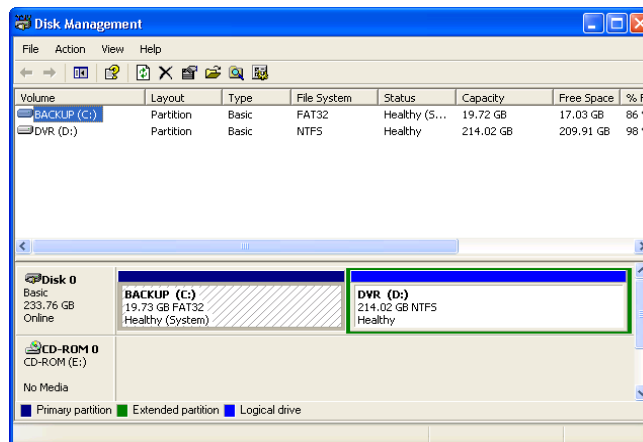 Disk Management
File Action View Help
Volume Layout Type File System Status Capacity Free Space % F
BACKUP (C:) Partition Basic FAT32 Healthy (S... 19.72 GB 17.03 GB 86 %
DVR (D:) Partition Basic NTFS Healthy 214.02 GB 209.91 GB 98 %
Disk 0
Basic
233.76 GB
Online
BACKUP (C:)
19.73 GB FAT32
Healthy (System)
DVR (D:)
214.02 GB NTFS
Healthy
CD-ROM 0
CD-ROM (E:)
No Media
Primary partition Extended partition Logical drive